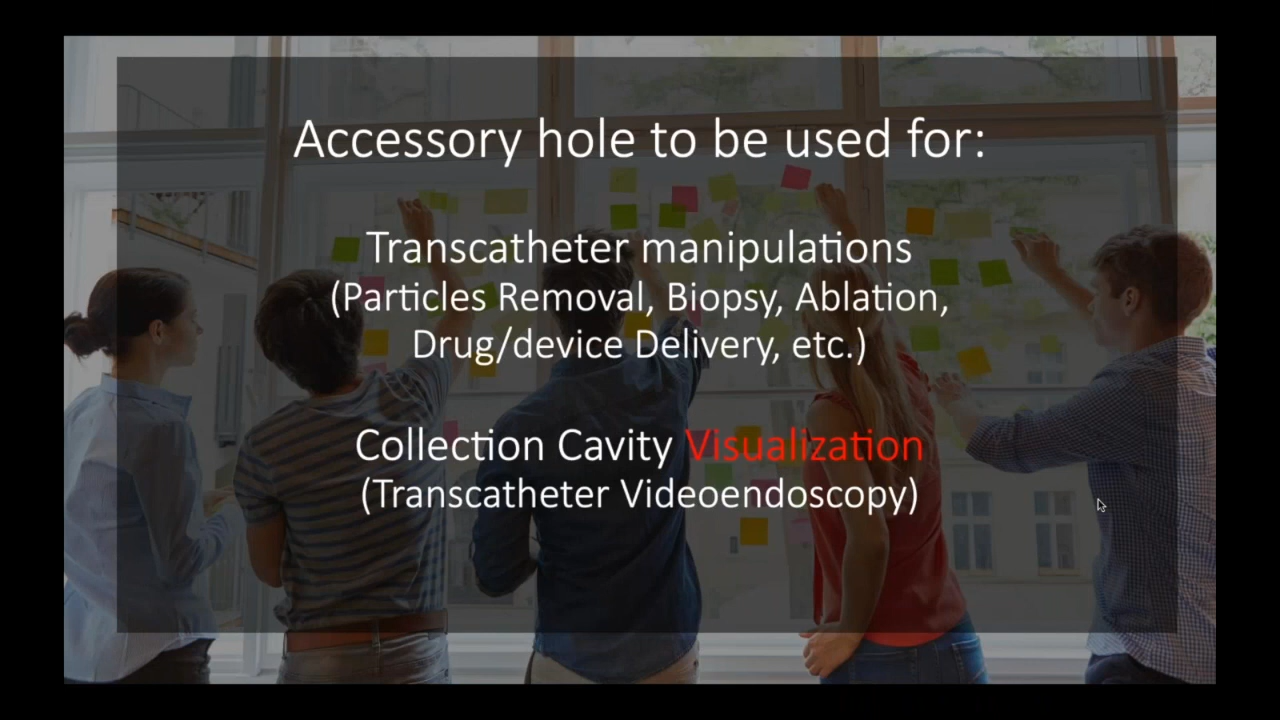 Accessory hole to be used for:
Transcatheter manipulations
(Particles Removal, Biopsy, Ablation,
Drug/device Delivery, etc.)
Collection Cavity Visualization
(Transcatheter Videoendoscopy)